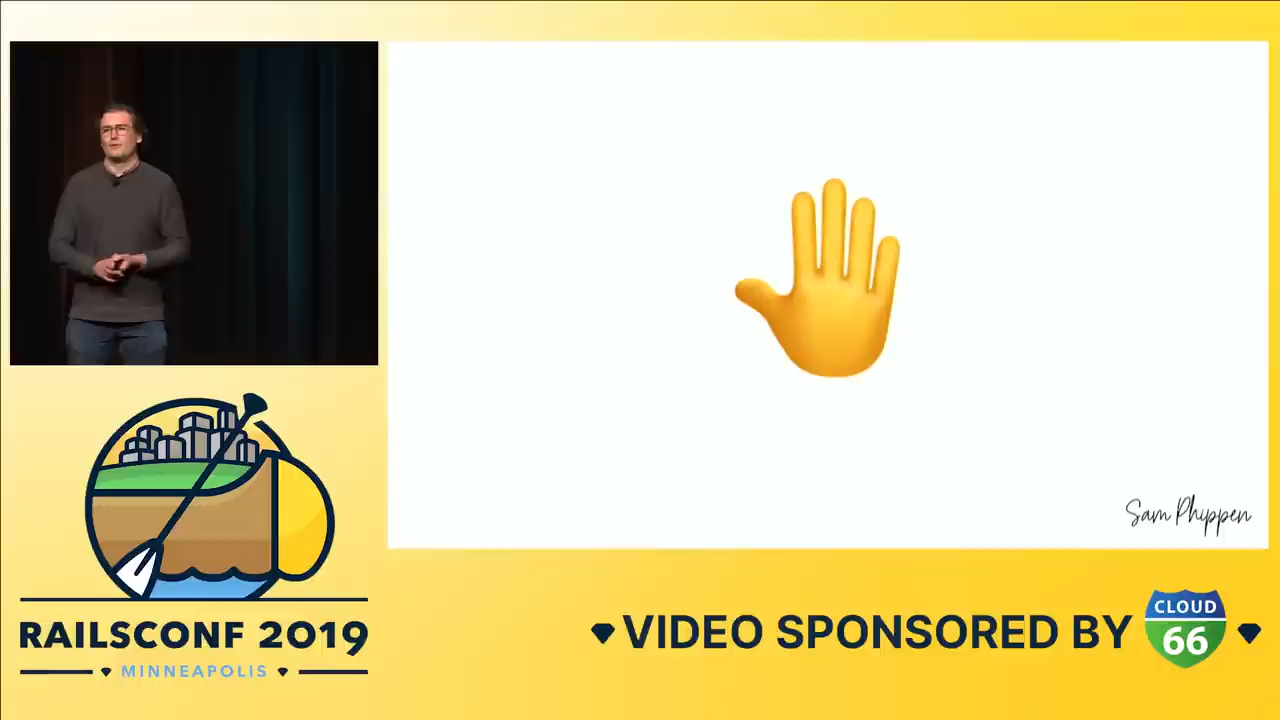 Sam Phippen
RAILSCONF 2019
MINNEAPOLIS
VIDEO SPONSORED BY
CLOUD
66